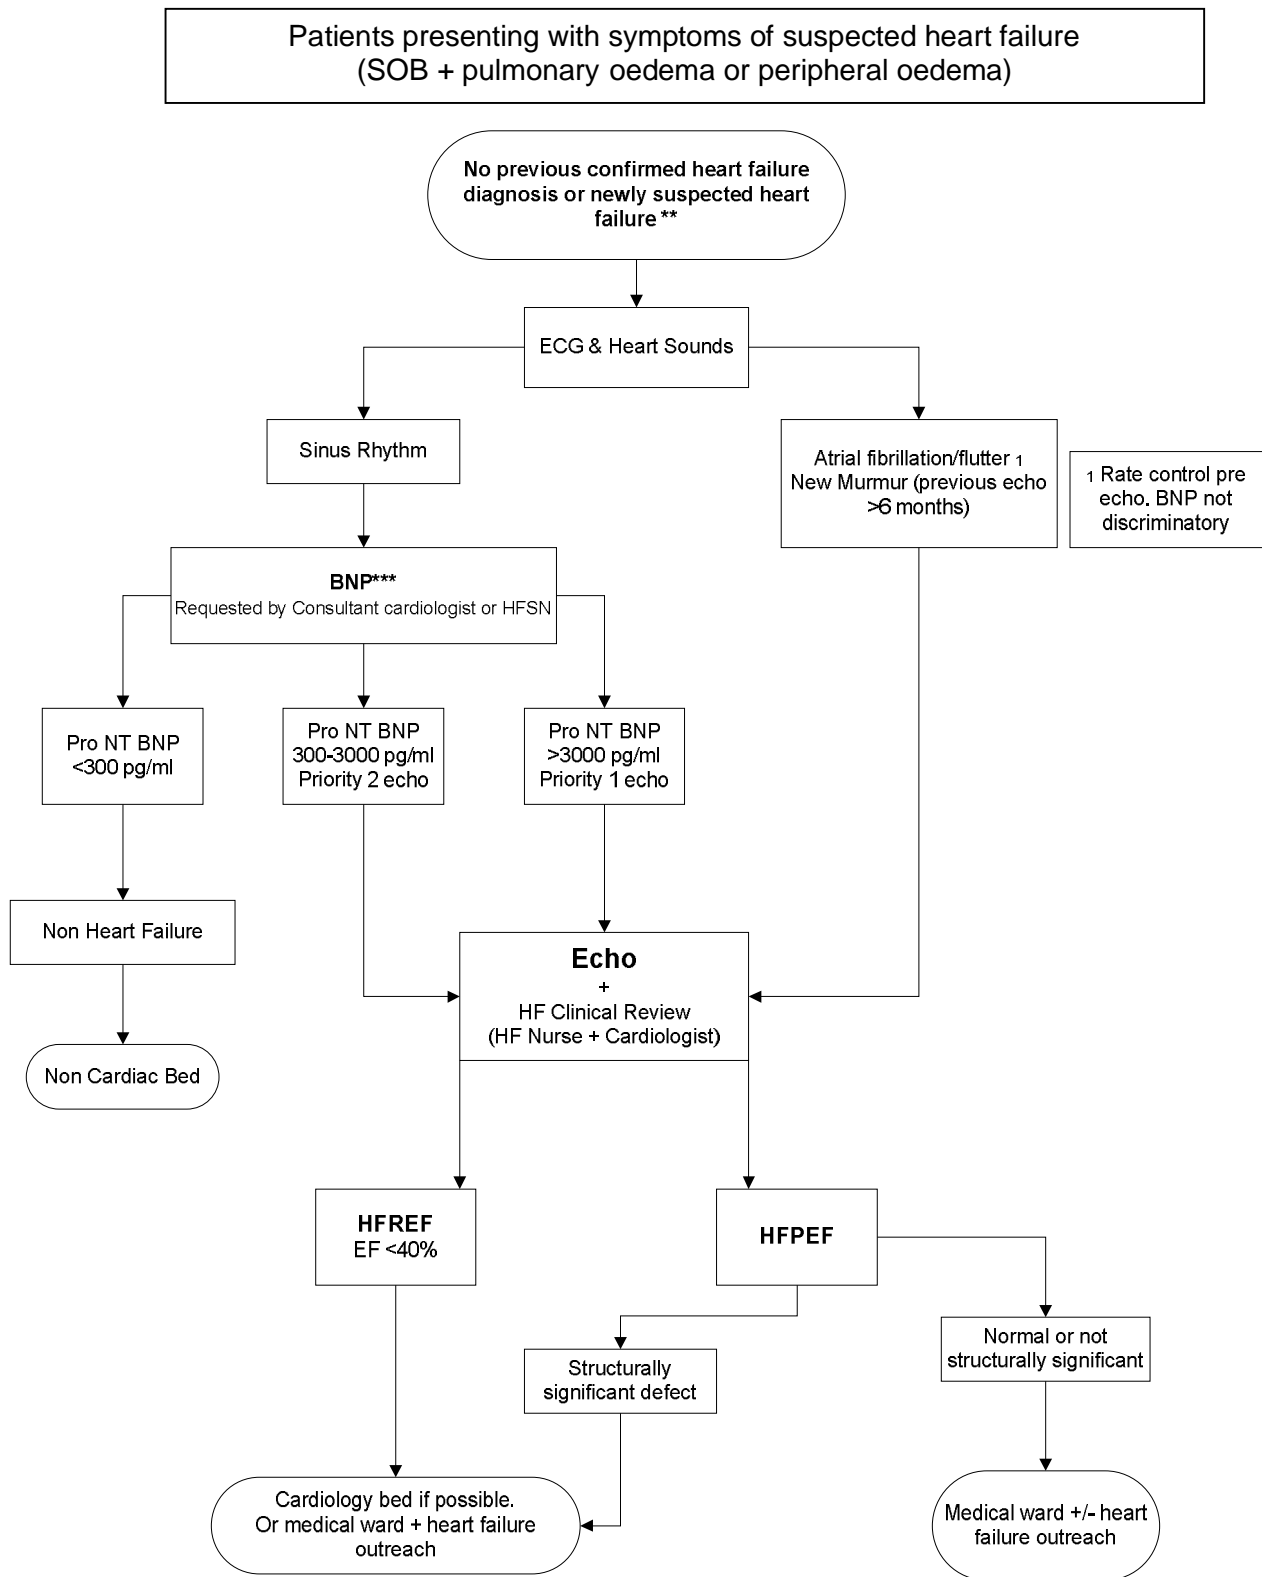 Patients presenting with symptoms of suspected heart failure
(SOB + pulmonary oedema or peripheral oedema)
No previous confirmed heart failure
diagnosis or newly suspected heart
failure **
ECG & Heart Sounds
Sinus Rhythm
Atrial fibrillation/flutter 1
New Murmur (previous echo
>6 months)
1 Rate control pre
echo. BNP not
discriminatory
BNP***
Requested by Consultant cardiologist or HFSN
Pro NT BNP
<300 pg/ml
Pro NT BNP
300-3000 pg/ml
Priority 2 echo
Pro NT BNP
>3000 pg/ml
Priority 1 echo
Non Heart Failure
Echo
+
HF Clinical Review
(HF Nurse + Cardiologist)
Non Cardiac Bed
HFREF
EF <40%
HFPEF
Structurally
significant defect
Normal or not
structurally significant
Cardiology bed if possible.
Or medical ward + heart failure
outreach
Medical ward +/- heart
failure outreach